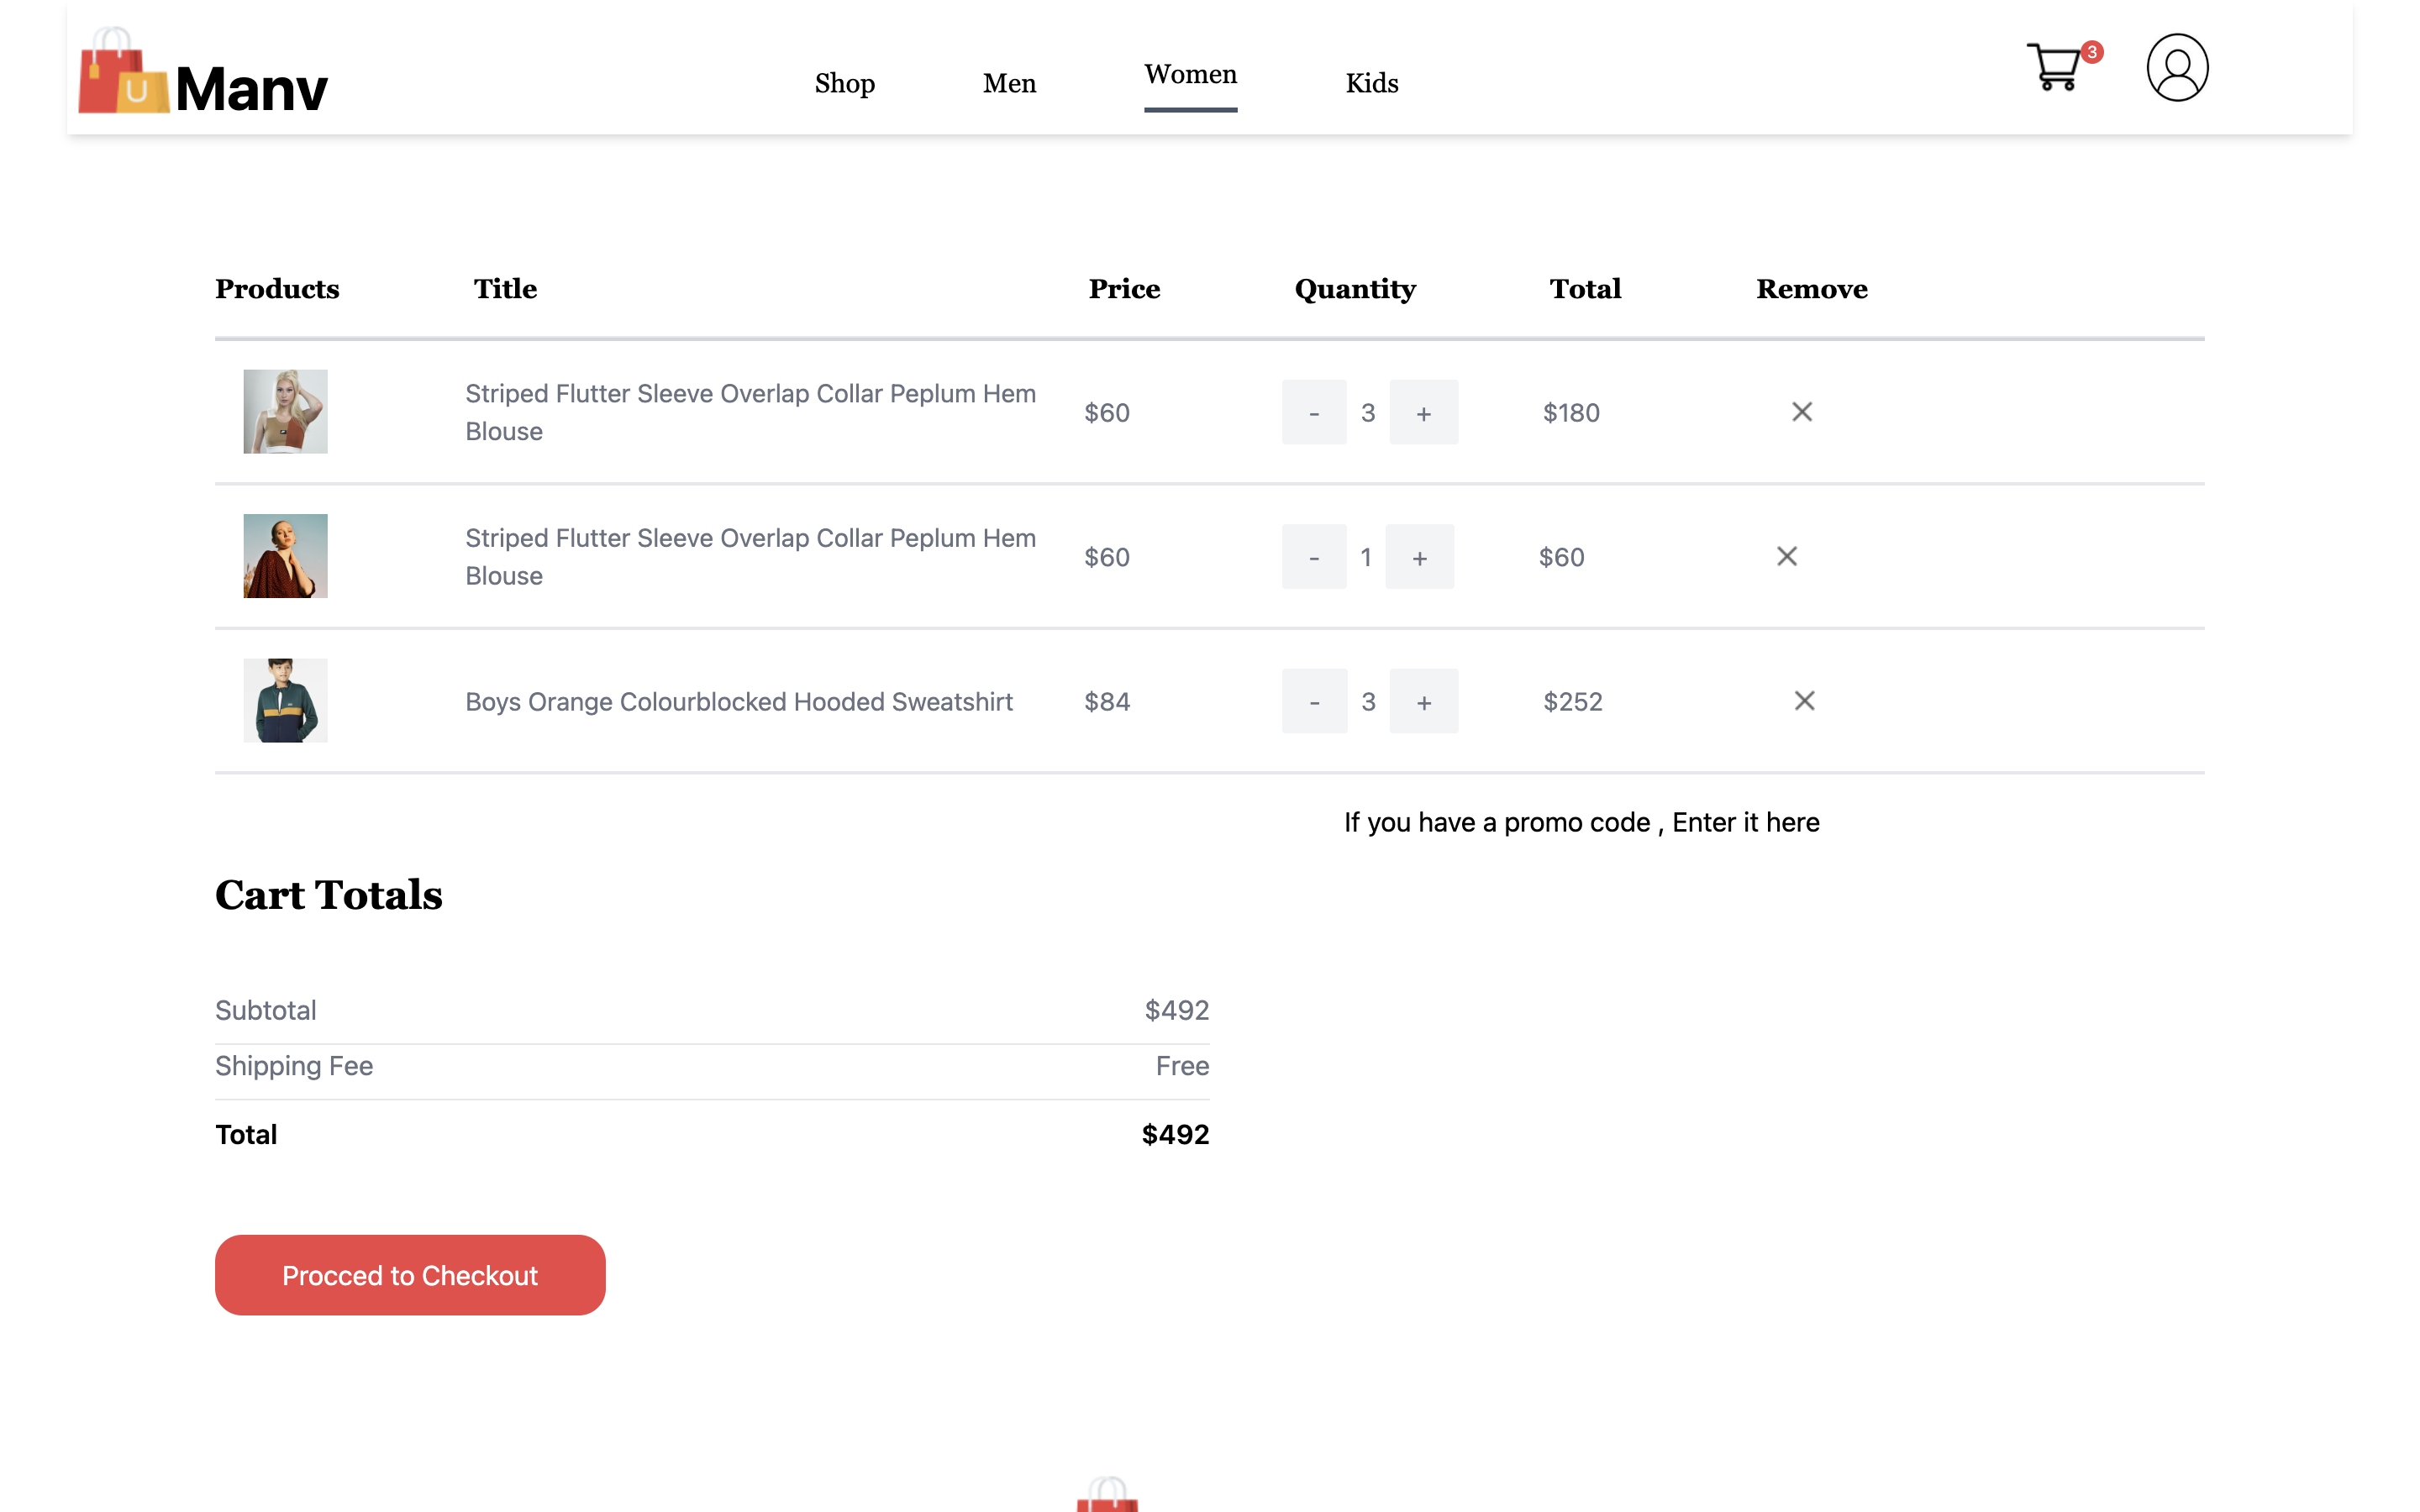 U Manv
Shop Men Women Kids
3
Products Title Price Quantity Total Remove
Striped Flutter Sleeve Overlap Collar Peplum Hem
Blouse
$60 - 3 + $180
Striped Flutter Sleeve Overlap Collar Peplum Hem
Blouse
$60 - 1 + $60
Boys Orange Colourblocked Hooded Sweatshirt $84 - 3 + $252
If you have a promo code , Enter it here
Cart Totals
Subtotal $492
Shipping Fee Free
Total $492
Procced to Checkout